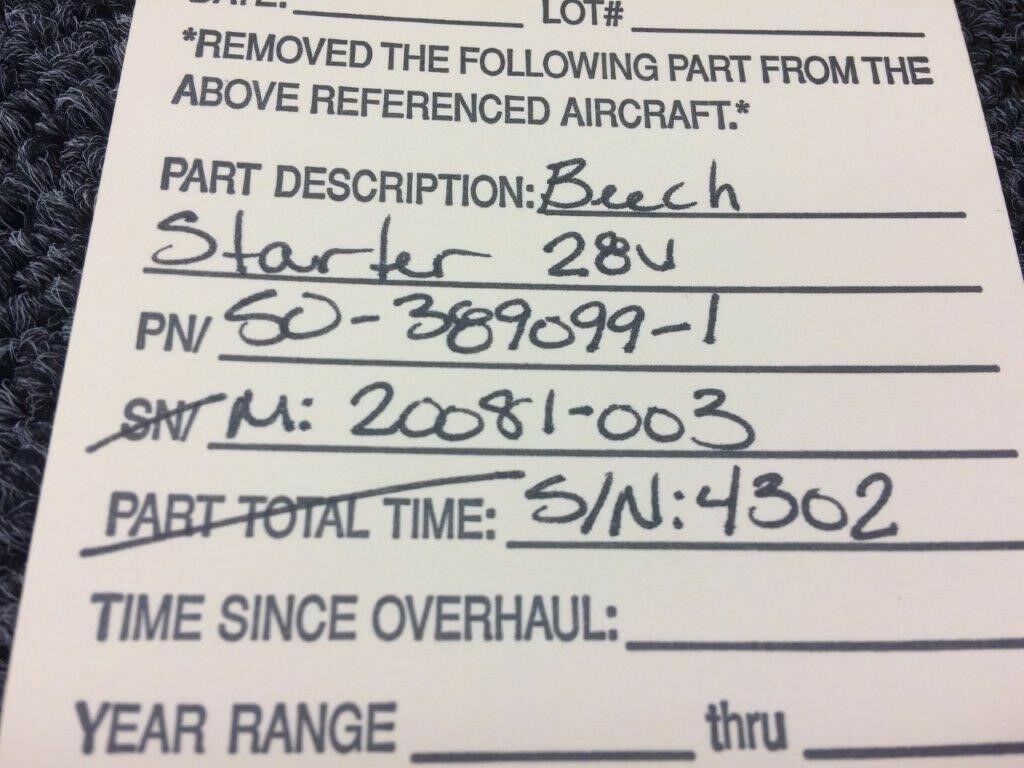 DATE: LOT#
*REMOVED THE FOLLOWING PART FROM THE
ABOVE REFERENCED AIRCRAFT.*
PART DESCRIPTION: Beech
Starter 28V
PN/ 50-389099-1
SN/ M: 20081-003
PART TOTAL TIME: S/N: 4302
TIME SINCE OVERHAUL:
YEAR RANGE thru